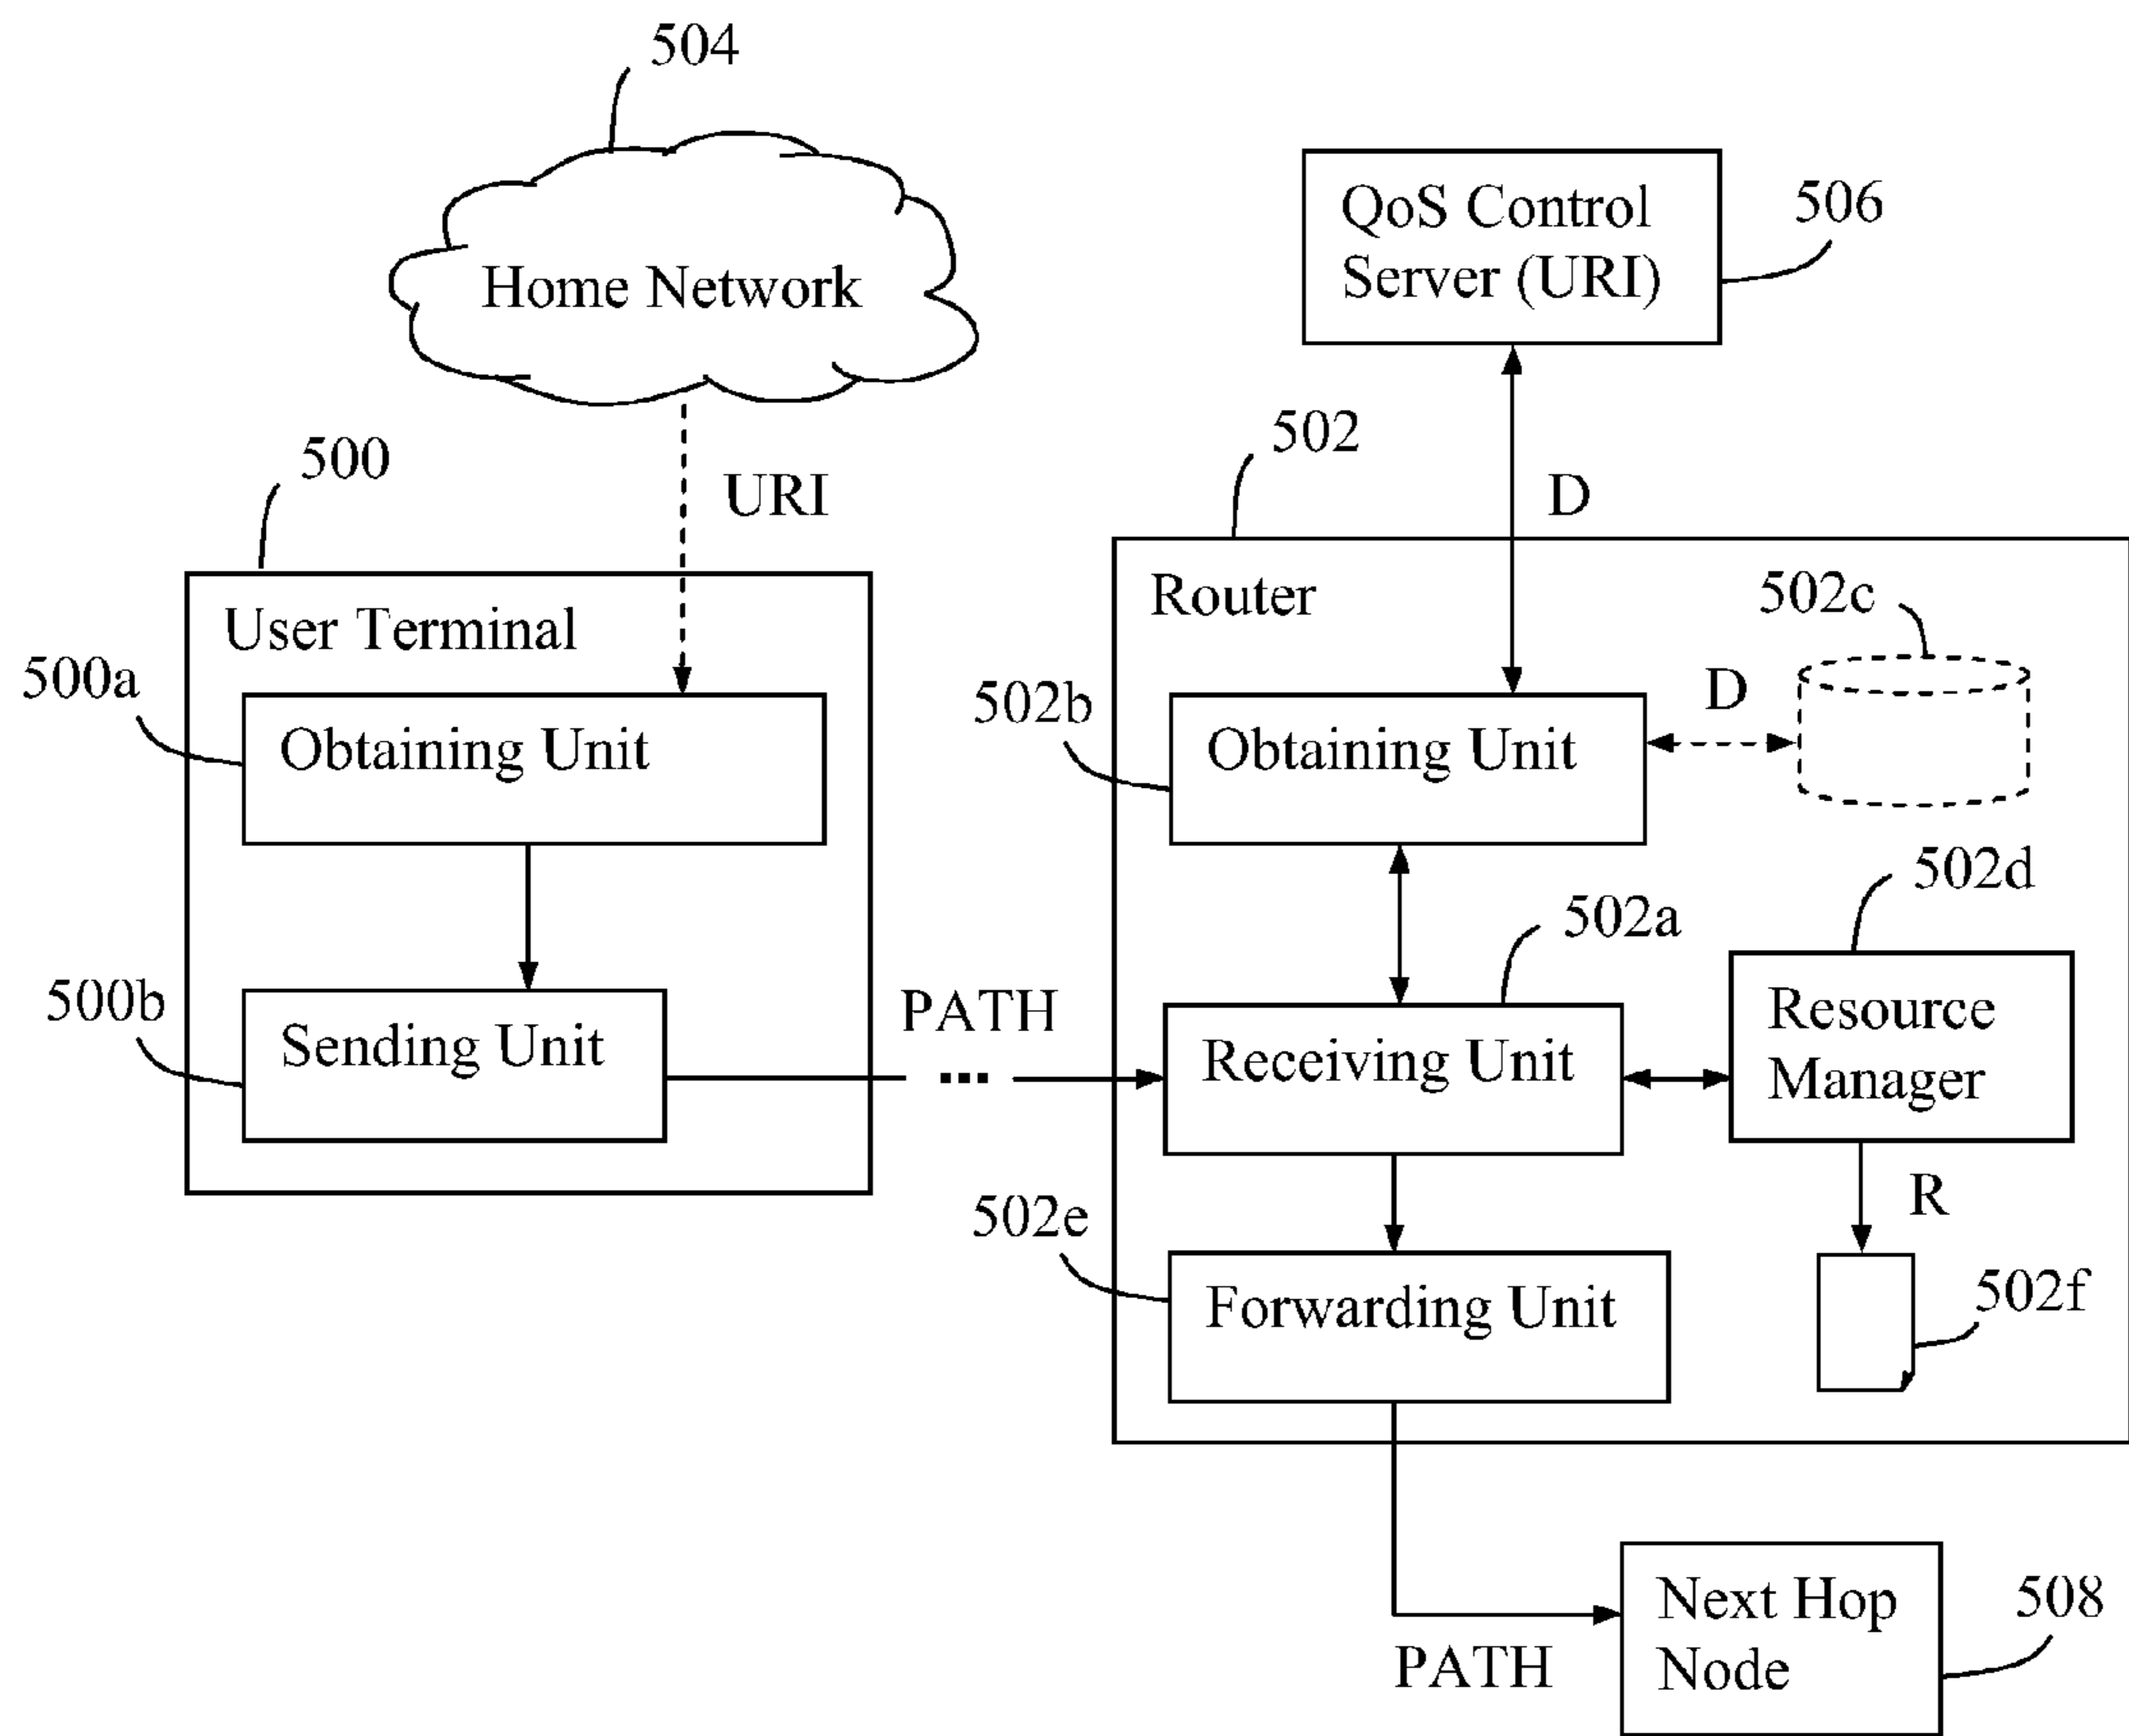 504
QoS Control
Server (URI)
506
Home Network
500
URI
502
D
User Terminal
Router
502c
500a
Obtaining Unit
502b
Obtaining Unit
D
502d
502a
500b
Sending Unit
PATH
...
Receiving Unit
Resource
Manager
502e
R
Forwarding Unit
502f
PATH
Next Hop
Node
508